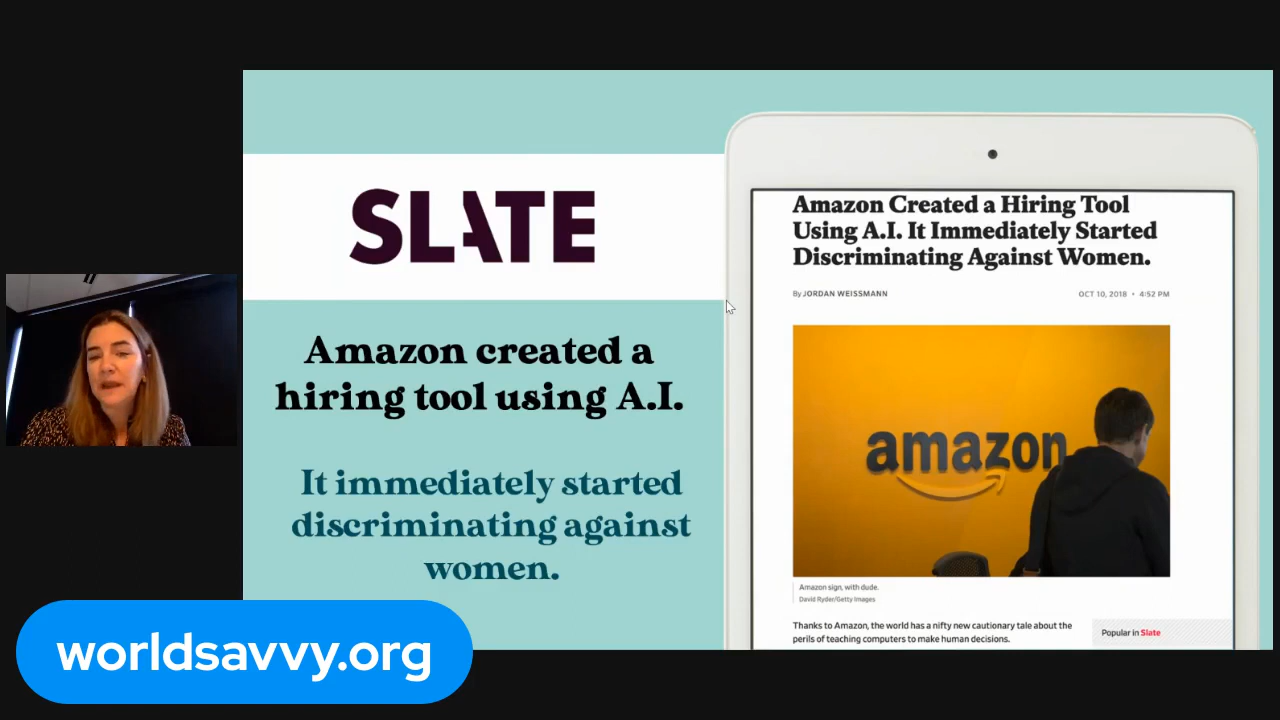 SLATE
Amazon created a
hiring tool using A.I.
It immediately started
discriminating against
women.
Amazon Created a Hiring Tool
Using A.I. It Immediately Started
Discriminating Against Women.
By JORDAN WEISSMANN
OCT 10, 2018 • 4:52 PM
amazon
Amazon sign, with dude.
David Ryder/Getty Images
Thanks to Amazon, the world has a nifty new cautionary tale about the
perils of teaching computers to make human decisions.
Popular in Slate
worldsavvy.org